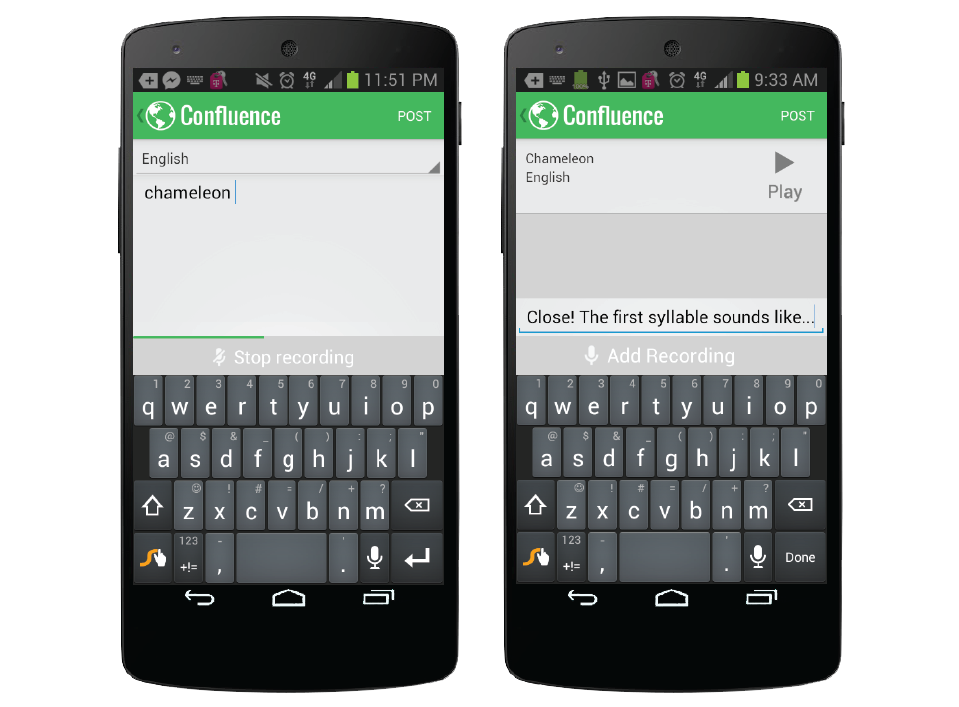 4G 11:51 PM
Confluence POST
English
chameleon
Stop recording
1 2 3 4 5 6 7 8 9 0
q w e r t y u i o p
@ $ & _ ( ) : ; "
a s d f g h j k l
! # = / + ?
z x c v b n m
123 - '
+!= , .
4G 9:33 AM
Confluence POST
Chameleon
English
Play
Close! The first syllable sounds like...
Add Recording
1 2 3 4 5 6 7 8 9 0
q w e r t y u i o p
@ $ & _ ( ) : ; "
a s d f g h j k l
! # = / + ?
z x c v b n m
123 - '
+!= , . Done